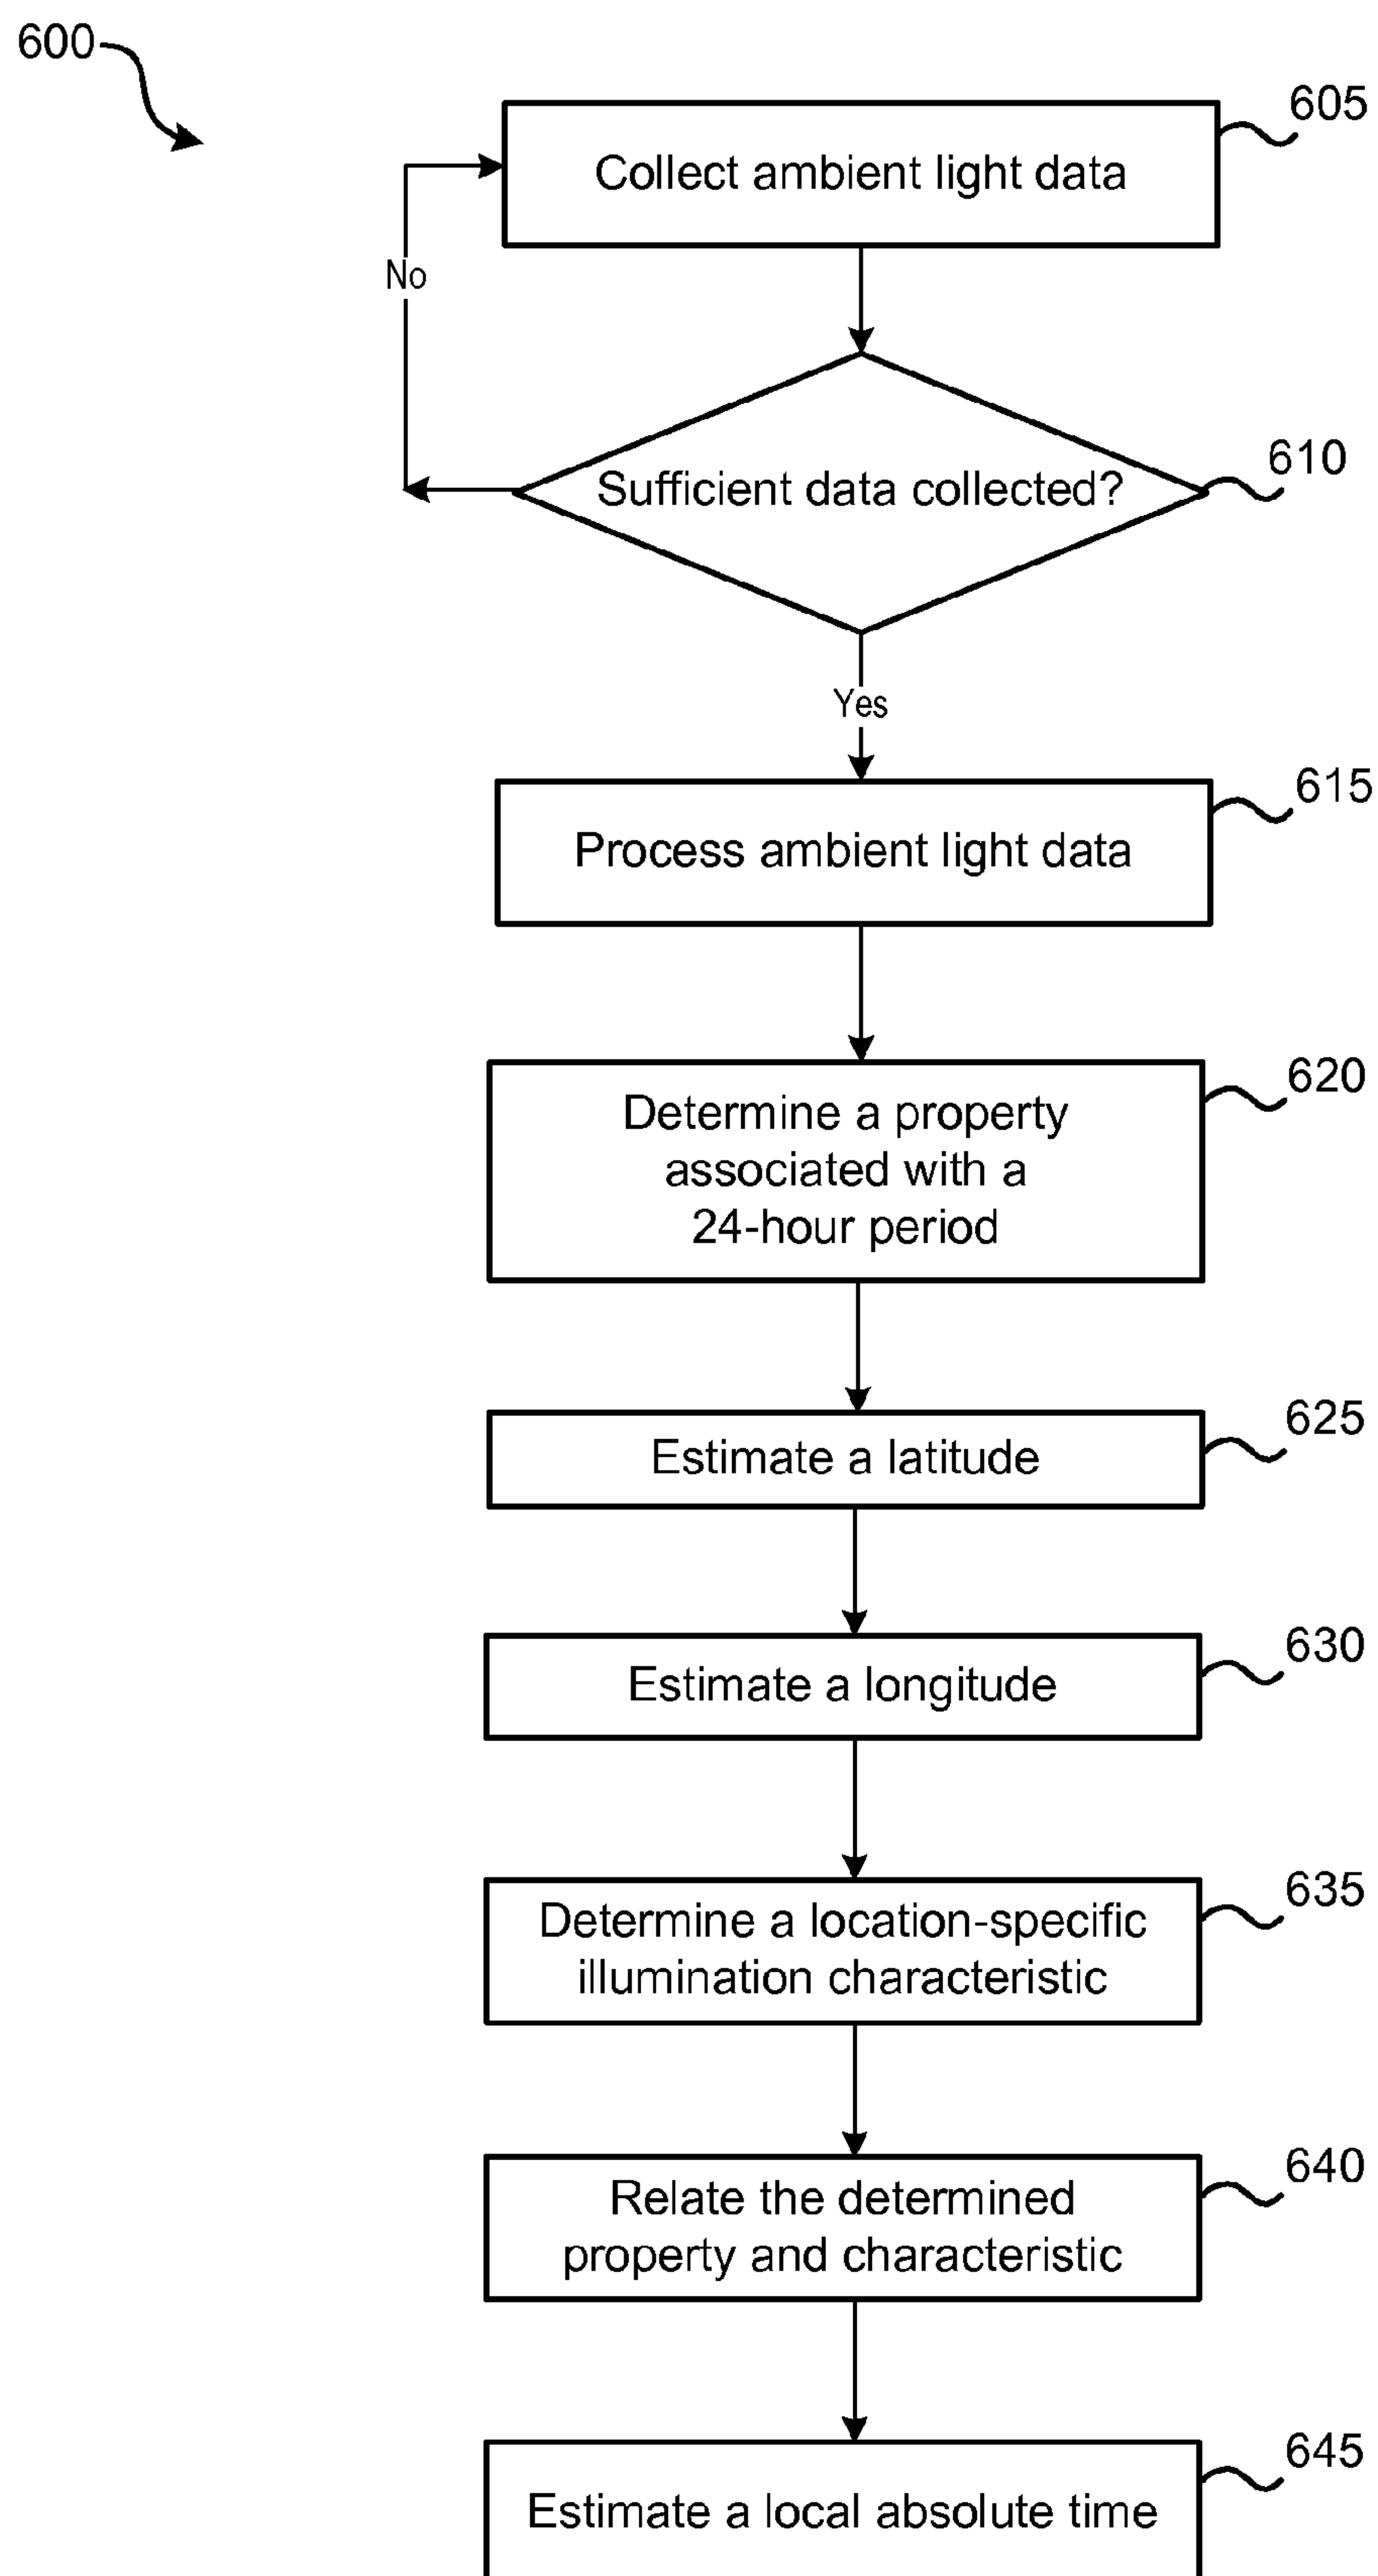 600
605
Collect ambient light data
No
610
Sufficient data collected?
Yes
615
Process ambient light data
620
Determine a property
associated with a
24-hour period
625
Estimate a latitude
630
Estimate a longitude
635
Determine a location-specific
illumination characteristic
640
Relate the determined
property and characteristic
645
Estimate a local absolute time